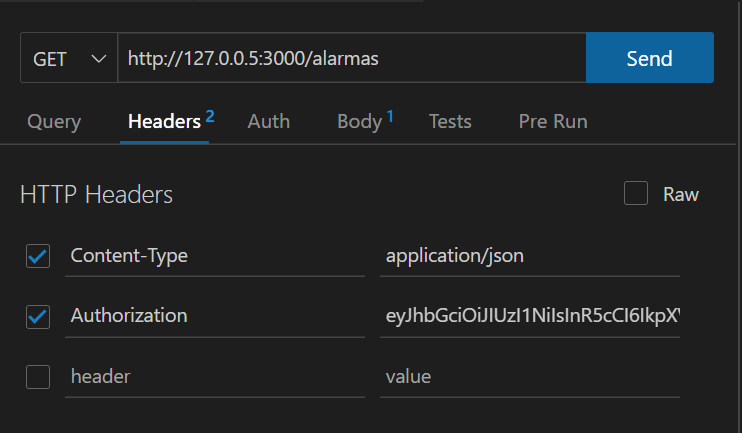 GET http://127.0.0.5:3000/alarmas Send
Query Headers 2 Auth Body 1 Tests Pre Run
HTTP Headers Raw
Content-Type application/json
Authorization eyJhbGciOiJIUzI1NiIsInR5cCI6IkpX
header value